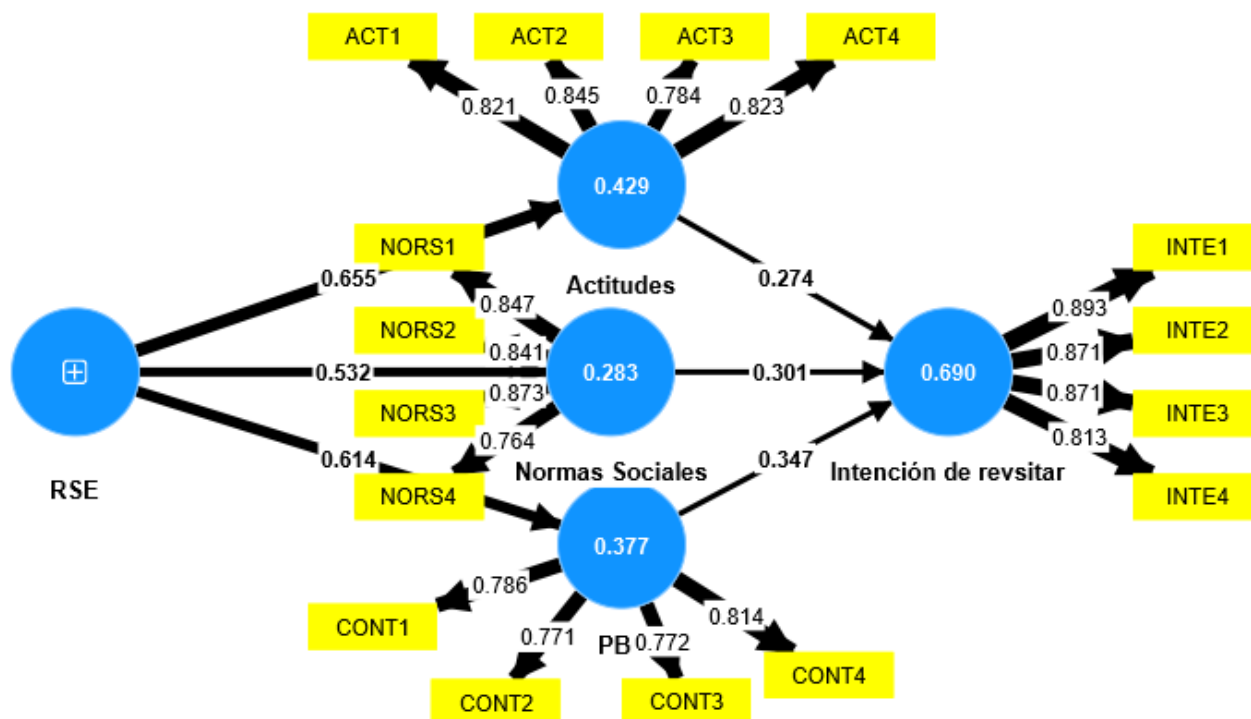 ACT1 ACT2 ACT3 ACT4
0.821 0.845 0.784 0.823
0.429
NORS1
INTE1
0.655
Actitudes
0.274
0.847
0.893
NORS2
INTE2
0.841
0.871
0.532
0.283
0.301
0.690
0.873
0.871
NORS3
INTE3
0.764
0.813
0.614
Normas Sociales
0.347
Intención de revsitar
RSE
NORS4
INTE4
0.377
0.786
0.814
CONT1
0.771
PB
0.772
CONT4
CONT2
CONT3